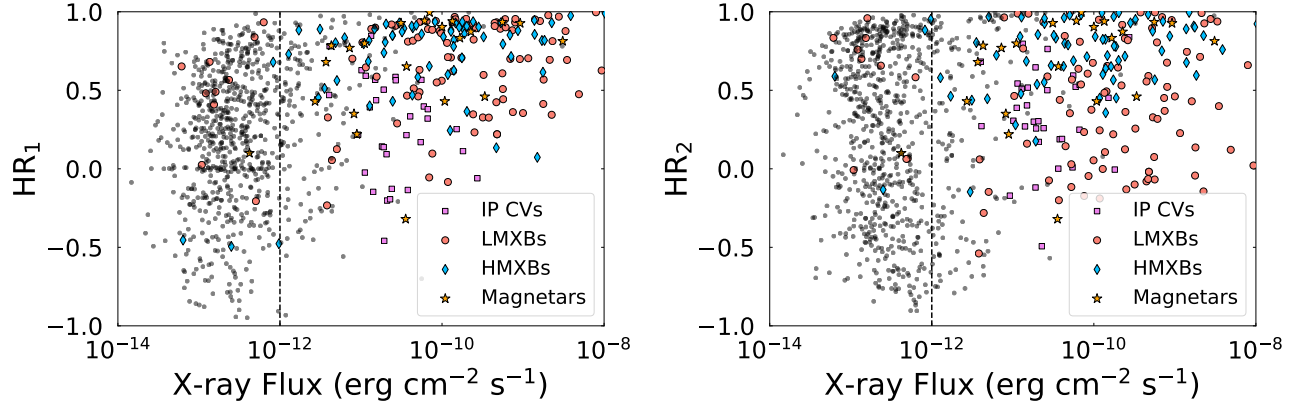 1.0
0.5
0.0
−0.5
−1.0
HR₁
10⁻¹⁴
10⁻¹²
10⁻¹⁰
10⁻⁸
X-ray Flux (erg cm⁻² s⁻¹)
IP CVs
LMXBs
HMXBs
Magnetars
1.0
0.5
0.0
−0.5
−1.0
HR₂
10⁻¹⁴
10⁻¹²
10⁻¹⁰
10⁻⁸
X-ray Flux (erg cm⁻² s⁻¹)
IP CVs
LMXBs
HMXBs
Magnetars